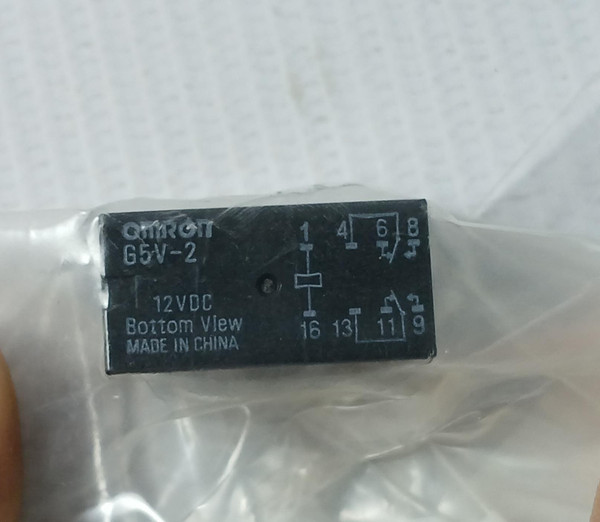 OMRON
G5V-2
12VDC
Bottom View
MADE IN CHINA
1 4 6 8
16 13 11 9